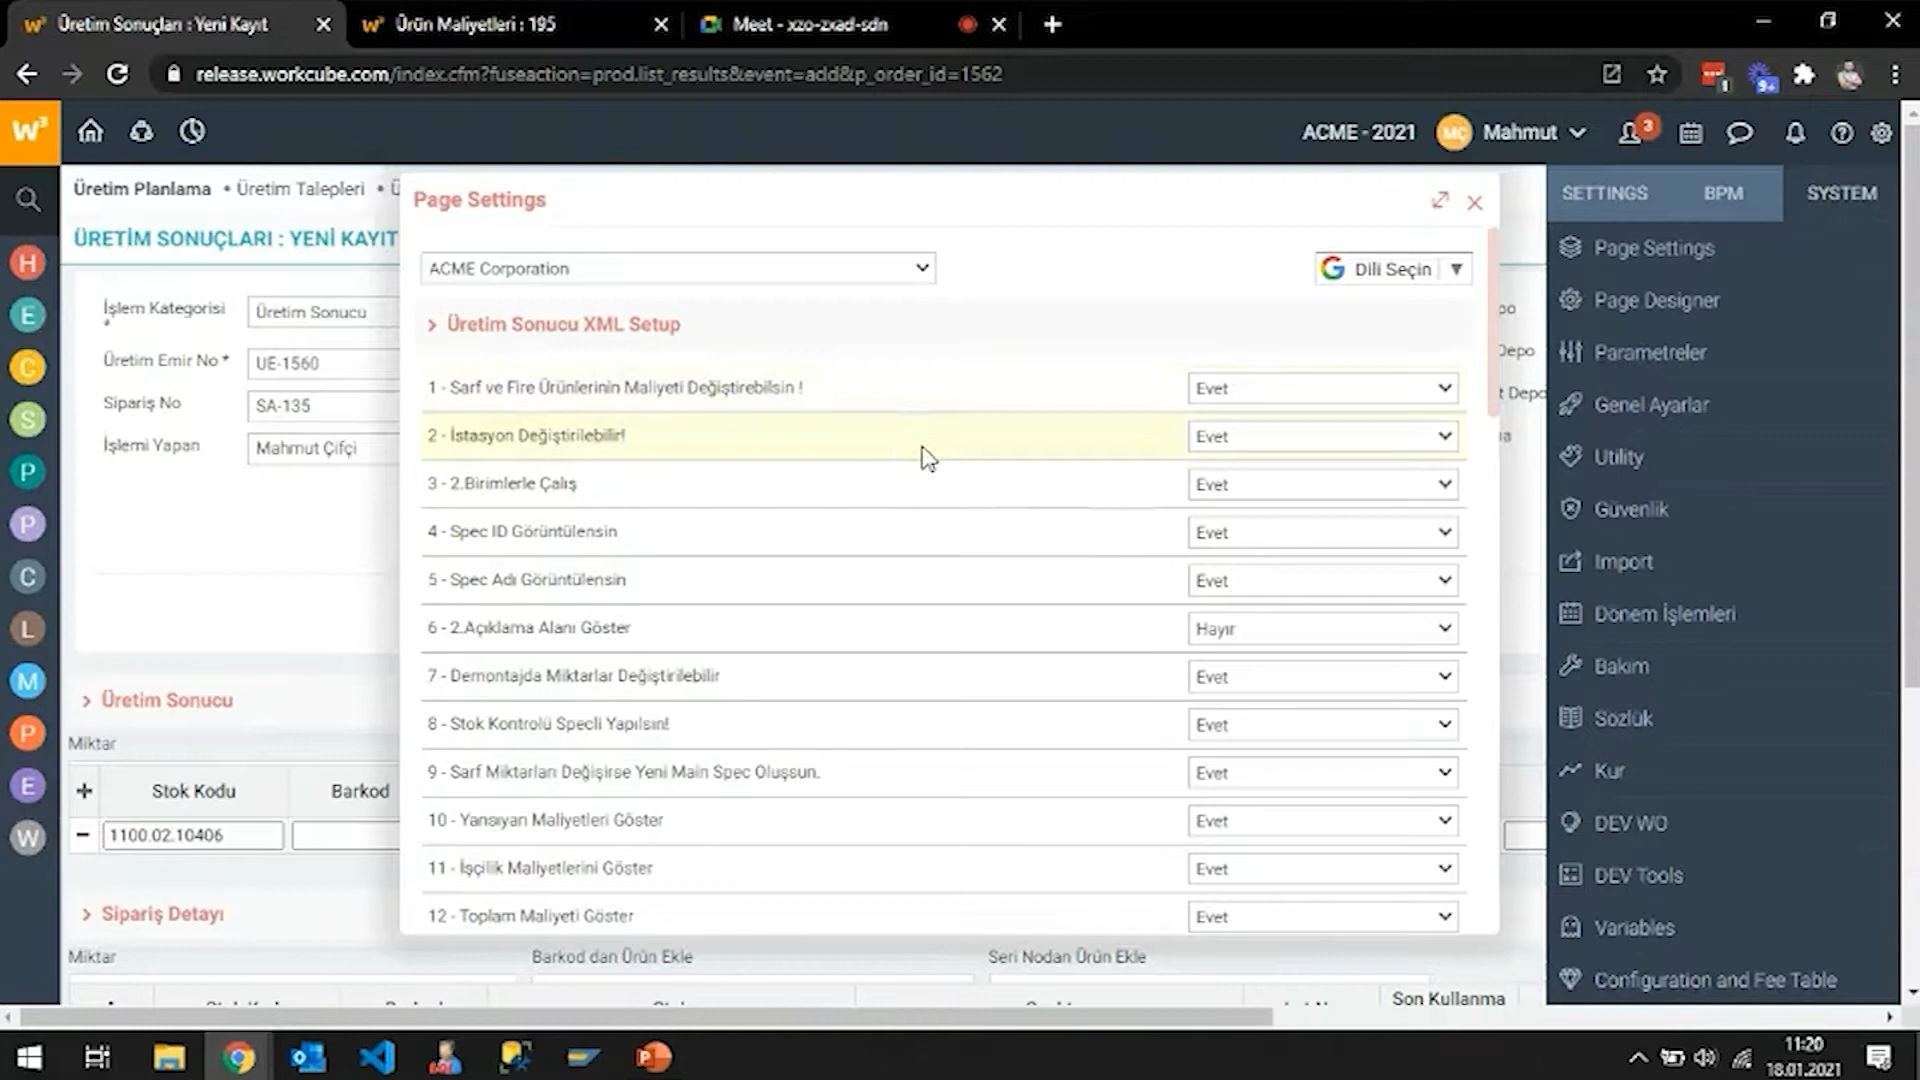 Üretim Sonuçları : Yeni Kayıt
Ürün Maliyetleri : 195
Meet - xzo-zxad-sdn
release.workcube.com/index.cfm?fuseaction=prod.list_results&event=add&p_order_id=1562
1
9+
W³
ACME - 2021
MC
Mahmut
3
Üretim Planlama • Üretim Talepleri • Ü
ÜRETİM SONUÇLARI : YENİ KAYIT
İşlem Kategorisi *
Üretim Sonucu
Üretim Emir No *
UE-1560
Sipariş No
SA-135
İşlemi Yapan
Mahmut Çifçi
H
E
C
S
P
P
C
L
M
P
E
W
Üretim Sonucu
Miktar
Stok Kodu
Barkod
1100.02.10406
Sipariş Detayı
Miktar
Barkod dan Ürün Ekle
Seri Nodan Ürün Ekle
Son Kullanma
Page Settings
ACME Corporation
Dili Seçin
Üretim Sonucu XML Setup
1 - Sarf ve Fire Ürünlerinin Maliyeti Değiştirebilsin !
Evet
2 - İstasyon Değiştirilebilir!
Evet
3 - 2.Birimlerle Çalış
Evet
4 - Spec ID Görüntülensin
Evet
5 - Spec Adı Görüntülensin
Evet
6 - 2.Açıklama Alanı Göster
Hayır
7 - Demontajda Miktarlar Değiştirilebilir
Evet
8 - Stok Kontrolü Specli Yapılsın!
Evet
9 - Sarf Miktarları Değişirse Yeni Main Spec Oluşsun.
Evet
10 - Yansıyan Maliyetleri Göster
Evet
11 - İşçilik Maliyetlerini Göster
Evet
12 - Toplam Maliyeti Göster
Evet
po
Depo
t Depo
SETTINGS
BPM
SYSTEM
Page Settings
Page Designer
Parametreler
Genel Ayarlar
Utility
Güvenlik
Import
Dönem İşlemleri
Bakım
Sözlük
Kur
DEV WO
DEV Tools
Variables
Configuration and Fee Table
11:20
18.01.2021